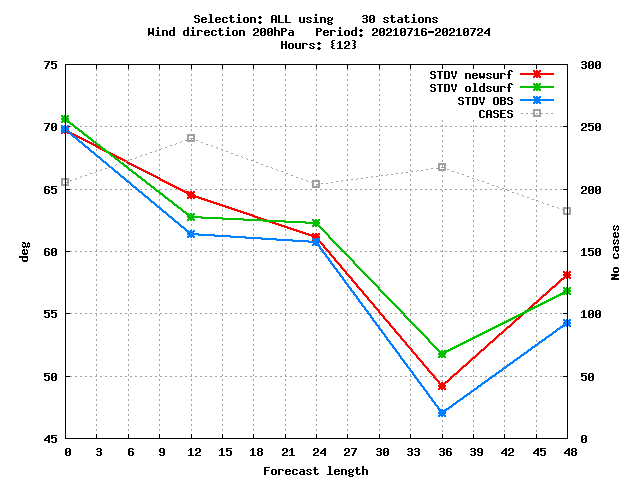 Selection: ALL using    30 stations
Wind direction 200hPa   Period: 20210716-20210724
Hours: {12}
75 300
STDV newsurf
STDV oldsurf
STDV OBS
CASES
70 250
65 200
deg
No cases
60 150
55 100
50 50
45 0
0 3 6 9 12 15 18 21 24 27 30 33 36 39 42 45 48
Forecast length